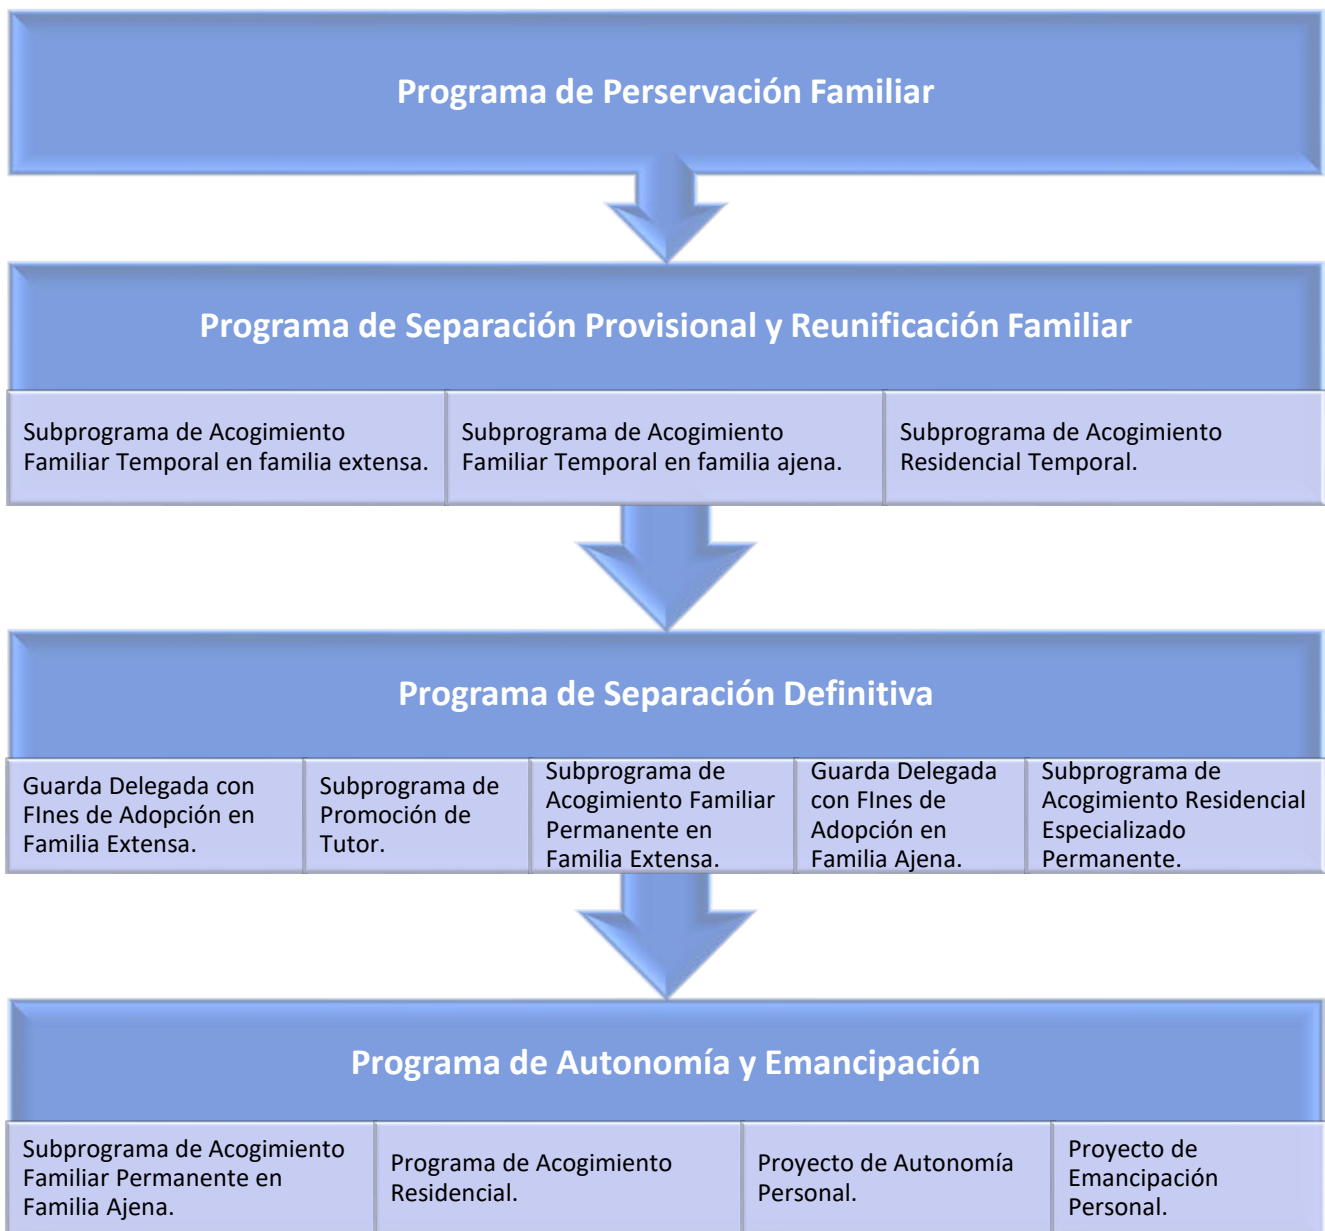 Programa de Perservación Familiar
Programa de Separación Provisional y Reunificación Familiar
Subprograma de Acogimiento
Familiar Temporal en familia extensa.
Subprograma de Acogimiento
Familiar Temporal en familia ajena.
Subprograma de Acogimiento
Residencial Temporal.
Programa de Separación Definitiva
Guarda Delegada con
FInes de Adopción en
Familia Extensa.
Subprograma de
Promoción de
Tutor.
Subprograma de
Acogimiento Familiar
Permanente en
Familia Extensa.
Guarda Delegada
con FInes de
Adopción en
Familia Ajena.
Subprograma de
Acogimiento Residencial
Especializado
Permanente.
Programa de Autonomía y Emancipación
Subprograma de Acogimiento
Familiar Permanente en
Familia Ajena.
Programa de Acogimiento
Residencial.
Proyecto de Autonomía
Personal.
Proyecto de
Emancipación
Personal.